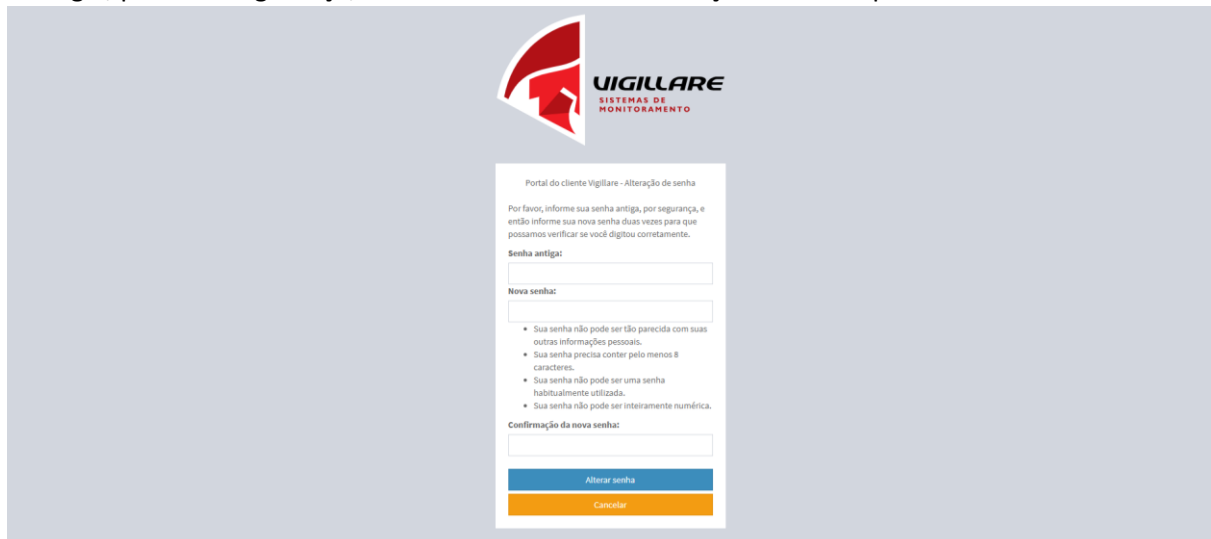 VIGILLARE
SISTEMAS DE
MONITORAMENTO
Portal do cliente Vigillare - Alteração de senha
Por favor, informe sua senha antiga, por segurança, e
então informe sua nova senha duas vezes para que
possamos verificar se você digitou corretamente.
Senha antiga:
Nova senha:
• Sua senha não pode ser tão parecida com suas
outras informações pessoais.
• Sua senha precisa conter pelo menos 8
caracteres.
• Sua senha não pode ser uma senha
habitualmente utilizada.
• Sua senha não pode ser inteiramente numérica.
Confirmação da nova senha:
Alterar senha
Cancelar